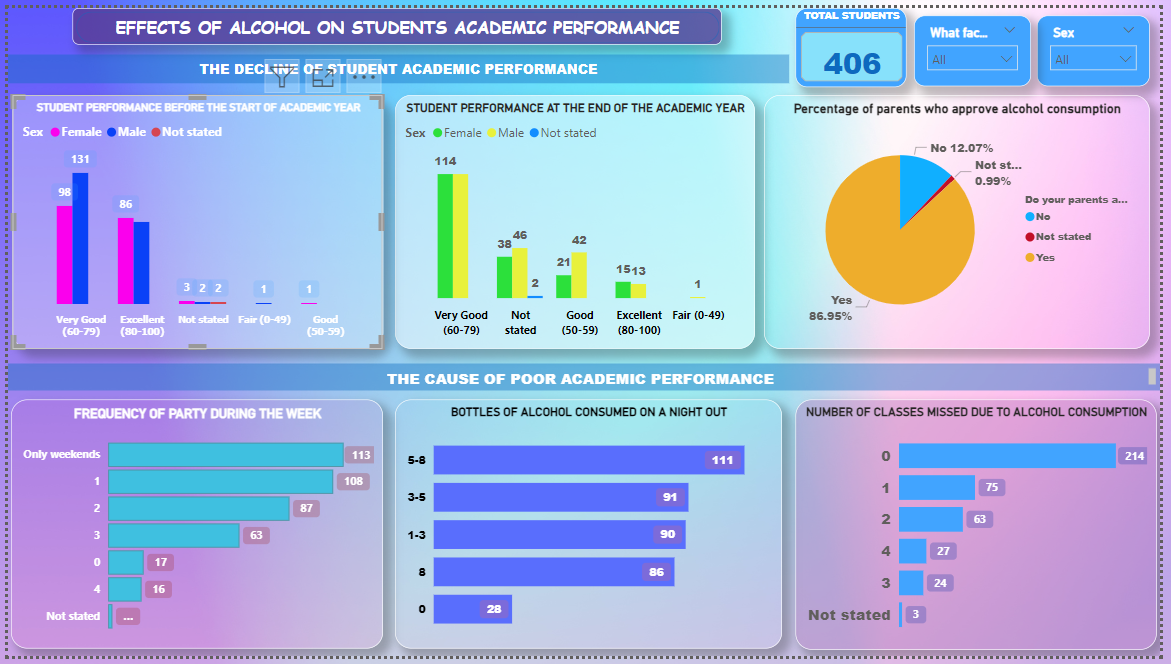 EFFECTS OF ALCOHOL ON STUDENTS ACADEMIC PERFORMANCE
TOTAL STUDENTS
406
What fac...
All
Sex
All
THE DECLINE OF STUDENT ACADEMIC PERFORMANCE
STUDENT PERFORMANCE BEFORE THE START OF ACADEMIC YEAR
Sex Female Male Not stated
131
98
86
3 2 2
1
1
Very Good (60-79)
Excellent (80-100)
Not stated
Fair (0-49)
Good (50-59)
STUDENT PERFORMANCE AT THE END OF THE ACADEMIC YEAR
Sex Female Male Not stated
114
38
46
2
21
42
15
13
1
Very Good (60-79)
Not stated
Good (50-59)
Excellent (80-100)
Fair (0-49)
Percentage of parents who approve alcohol consumption
No 12.07%
Not st...
0.99%
Yes
86.95%
Do your parents a...
No
Not stated
Yes
THE CAUSE OF POOR ACADEMIC PERFORMANCE
FREQUENCY OF PARTY DURING THE WEEK
Only weekends 113
1 108
2 87
3 63
0 17
4 16
Not stated ...
BOTTLES OF ALCOHOL CONSUMED ON A NIGHT OUT
5-8 111
3-5 91
1-3 90
8 86
0 28
NUMBER OF CLASSES MISSED DUE TO ALCOHOL CONSUMPTION
0 214
1 75
2 63
4 27
3 24
Not stated 3